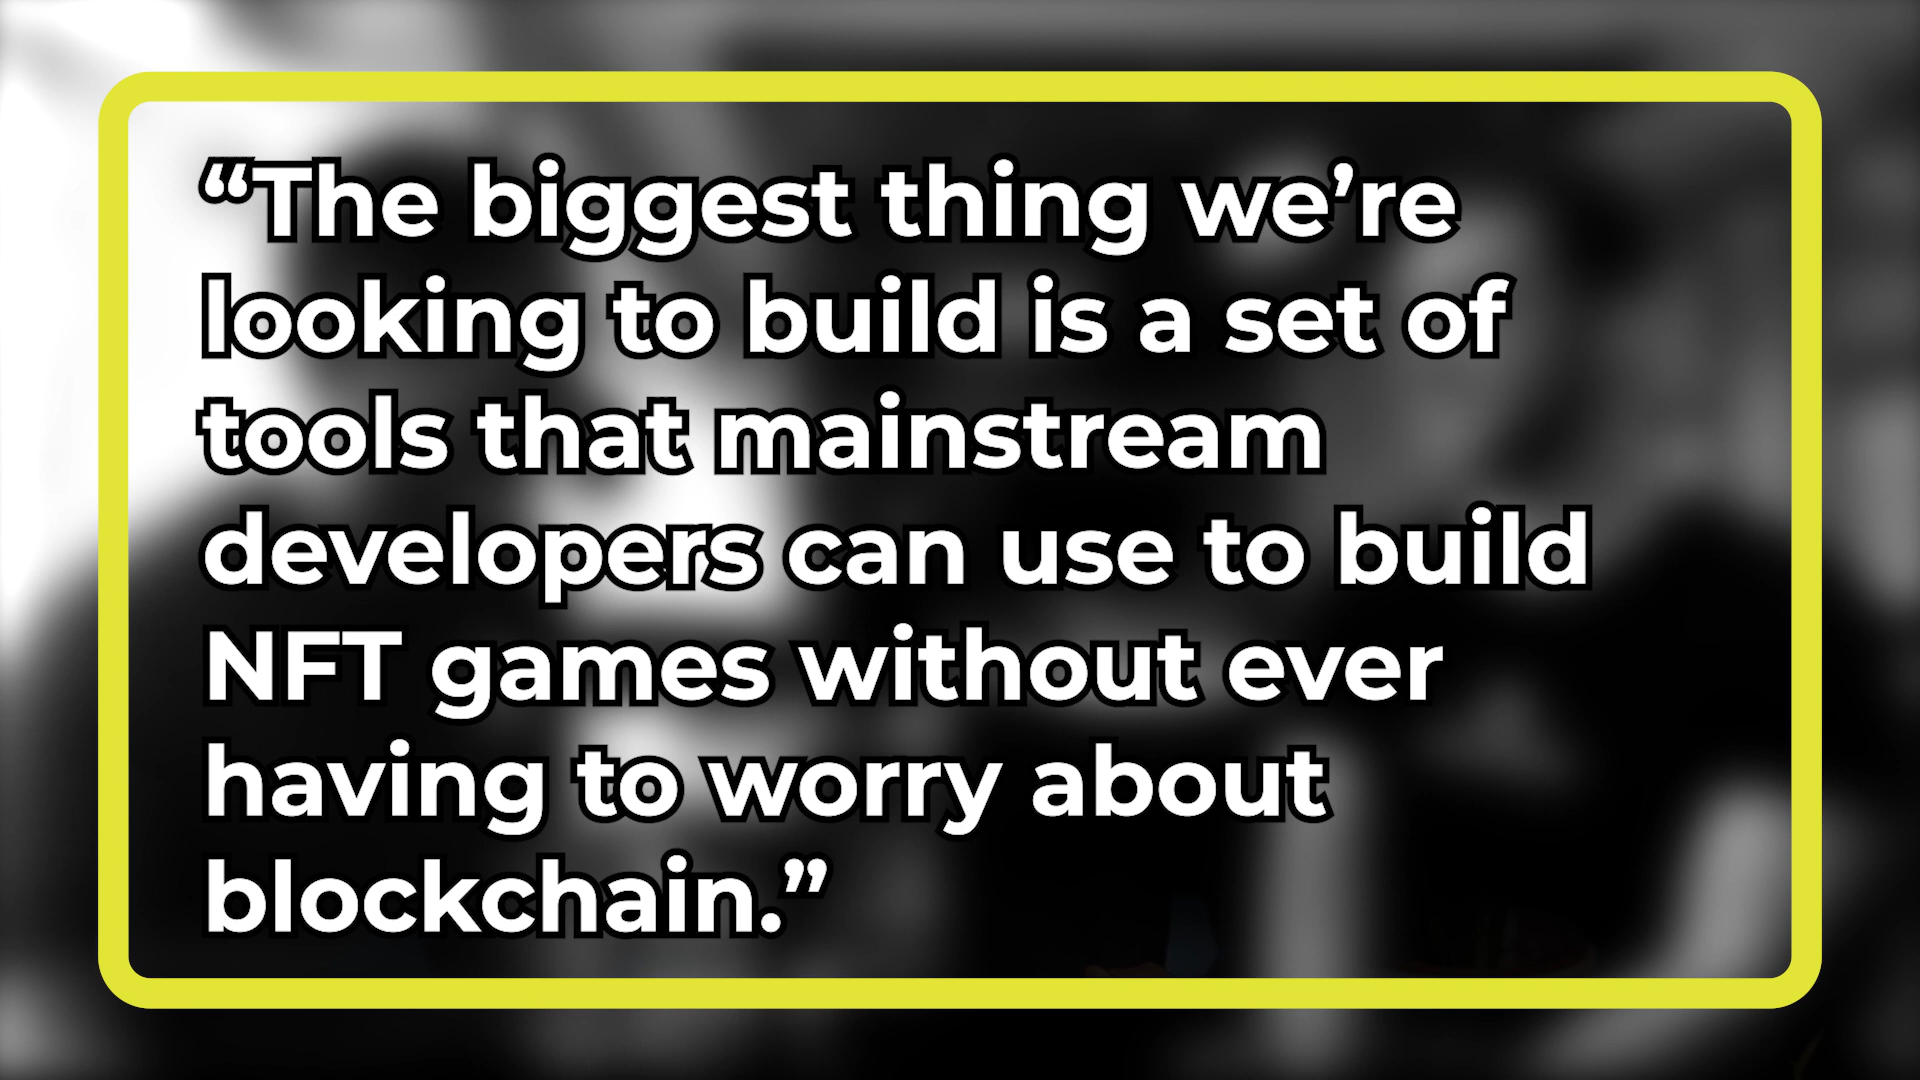 “The biggest thing we’re
looking to build is a set of
tools that mainstream
developers can use to build
NFT games without ever
having to worry about
blockchain.”